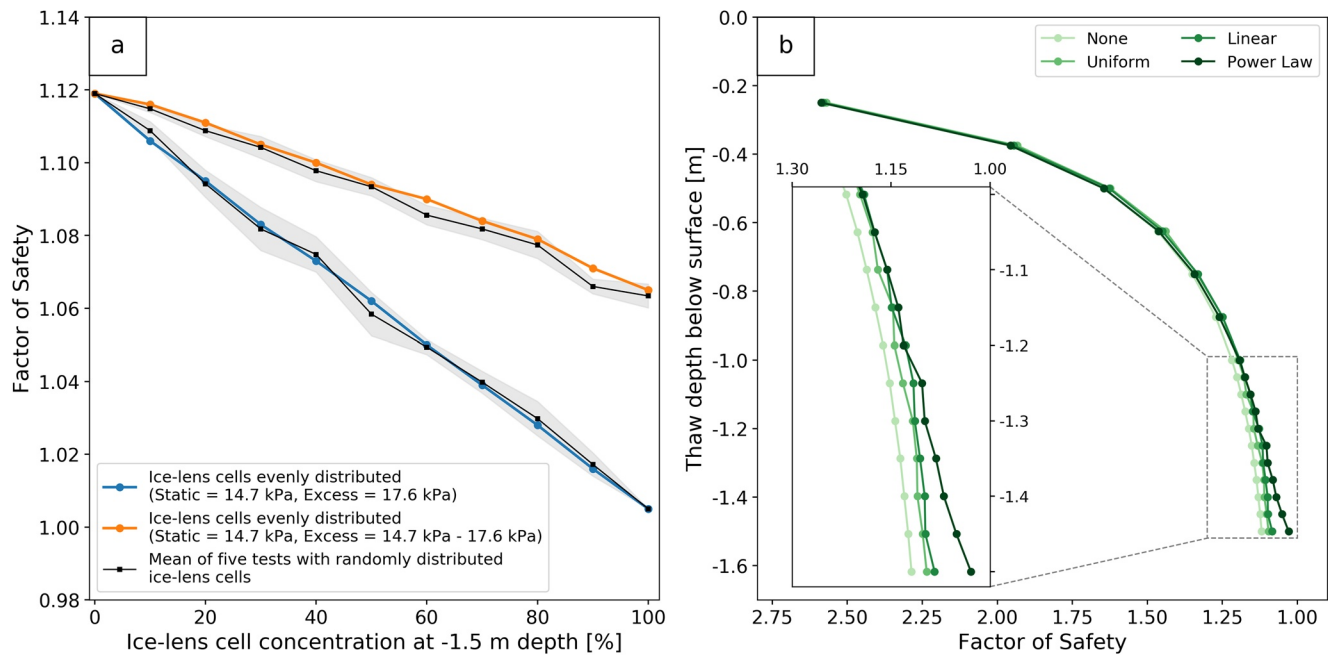 a
Factor of Safety
1.14
1.12
1.10
1.08
1.06
1.04
1.02
1.00
0.98
Ice-lens cells evenly distributed
(Static = 14.7 kPa, Excess = 17.6 kPa)
Ice-lens cells evenly distributed
(Static = 14.7 kPa, Excess = 14.7 kPa - 17.6 kPa)
Mean of five tests with randomly distributed
ice-lens cells
0 20 40 60 80 100
Ice-lens cell concentration at -1.5 m depth [%]
b
None Linear
Uniform Power Law
Thaw depth below surface [m]
0.0
-0.2
-0.4
-0.6
-0.8
-1.0
-1.2
-1.4
-1.6
1.30 1.15 1.00
-1.1
-1.2
-1.3
-1.4
2.75 2.50 2.25 2.00 1.75 1.50 1.25 1.00
Factor of Safety